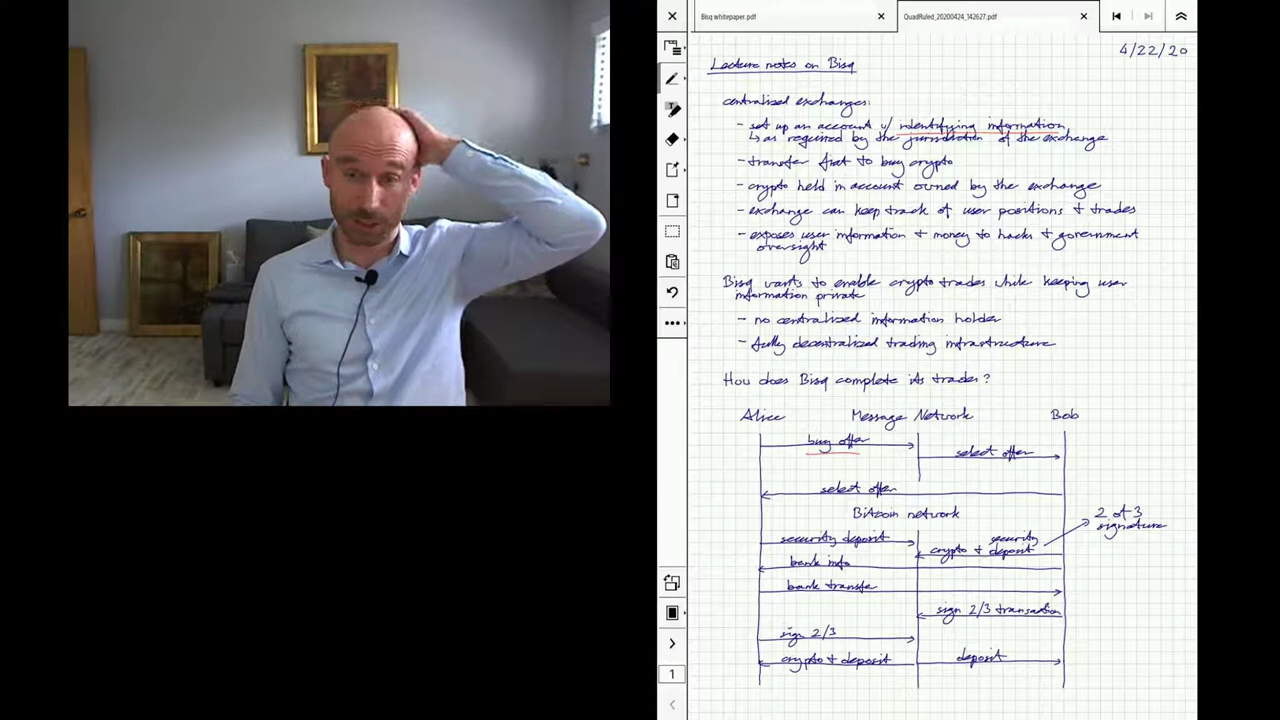 Bisq whitepaper.pdf
QuadRuled_20200424_142627.pdf
4/22/20
Lecture notes on Bisq
centralized exchanges:
- set up an account w/ identifying information
↳ as required by the jurisdiction of the exchange
- transfer fiat to buy crypto
- crypto held in account owned by the exchange
- exchange can keep track of user positions + trades
- exposes user information + money to hacks + government
oversight
Bisq wants to enable crypto trades while keeping user
information private
- no centralized information holder
- fully decentralized trading infrastructure
How does Bisq complete its trades?
Alice Message Network Bob
buy offer
select offer
select offer
Bitcoin network
2 of 3
signature
security deposit
security
crypto + deposit
bank info
bank transfer
sign 2/3 transaction
sign 2/3
crypto + deposit
deposit
1